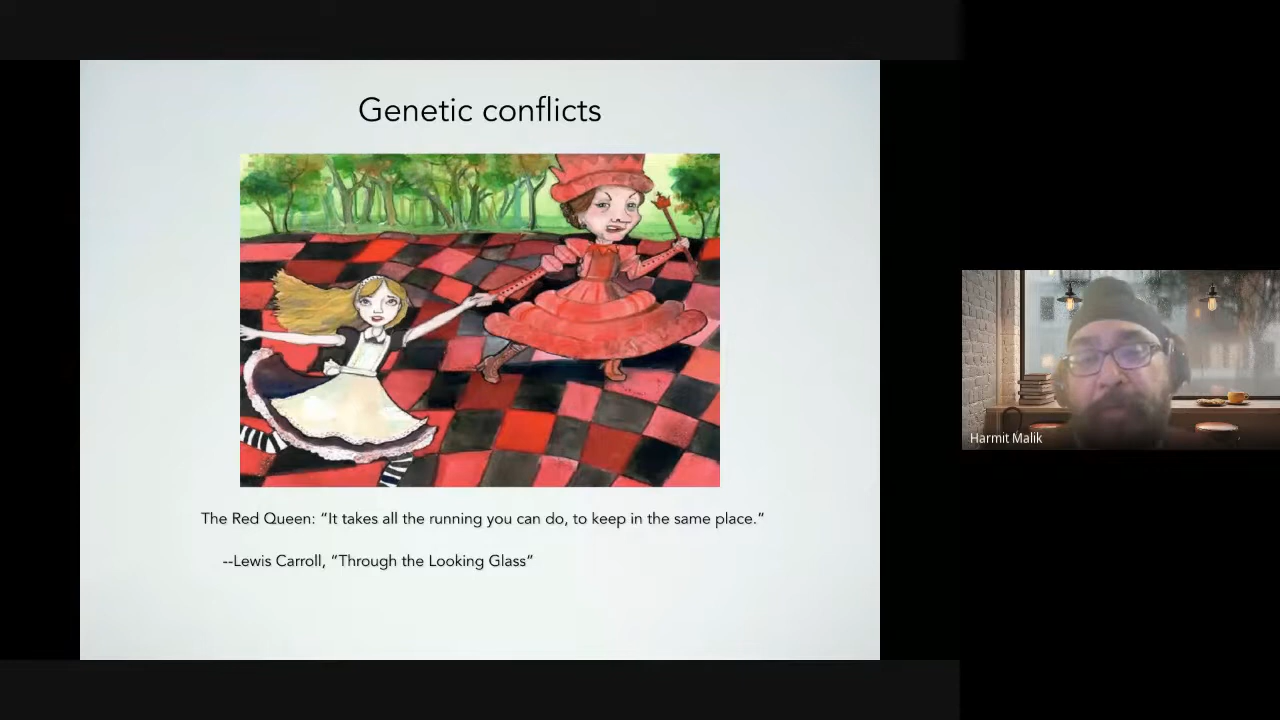 Genetic conflicts
The Red Queen: “It takes all the running you can do, to keep in the same place.”
--Lewis Carroll, “Through the Looking Glass”
Harmit Malik